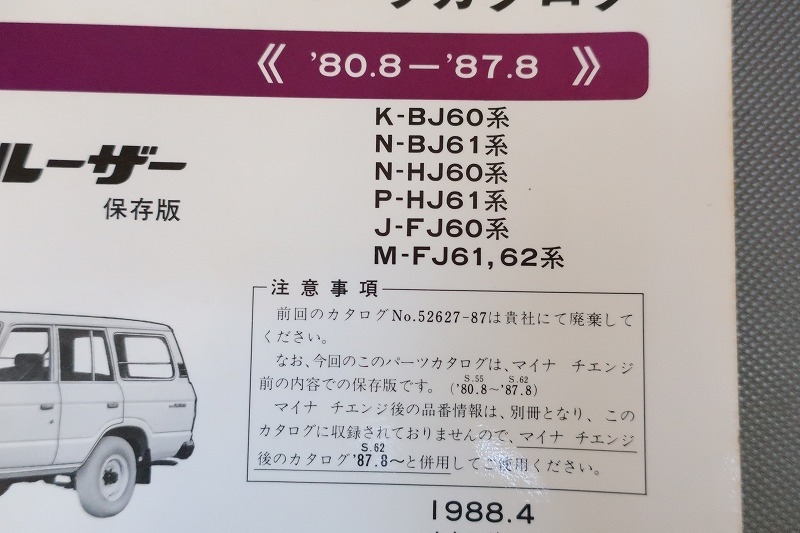 ツカタログ
《 '80.8—'87.8 》
K-BJ60系
N-BJ61系
N-HJ60系
P-HJ61系
J-FJ60系
M-FJ61, 62系
ルーザー
保存版
注意事項
前回のカタログNo.52627-87は貴社にて廃棄して
ください。
なお、今回のこのパーツカタログは、マイナ チエンジ
S.55 S.62
前の内容での保存版です。('80.8〜'87.8)
マイナ チエンジ後の品番情報は、別冊となり、この
カタログに収録されておりませんので、マイナ チエンジ
S.62
後のカタログ'87.8〜と併用してご使用ください。
1988.4